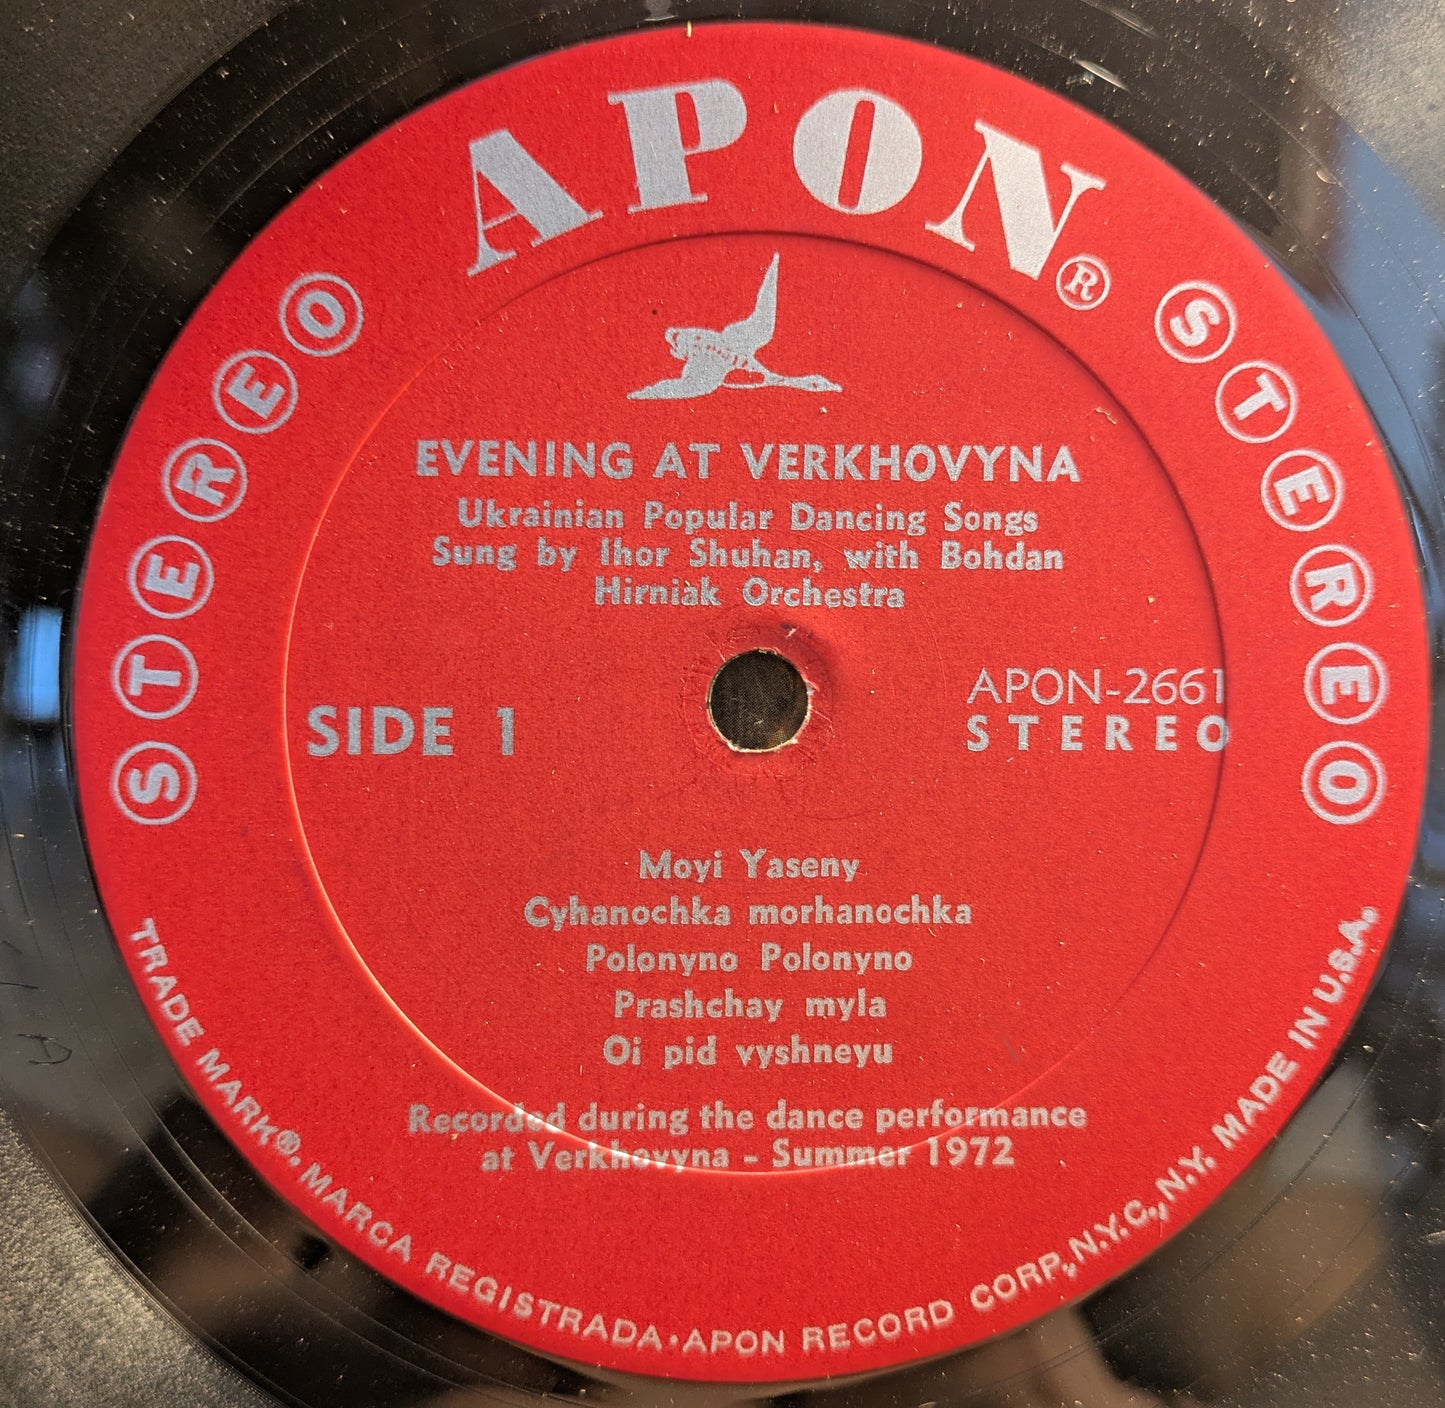 APON®
STEREO
STEREO
EVENING AT VERKHOVYNA
Ukrainian Popular Dancing Songs
Sung by Ihor Shuhan, with Bohdan
Hirniak Orchestra
SIDE 1
APON-2661
STEREO
Moyi Yaseny
Cyhanochka morhanochka
Polonyno Polonyno
Prashchay myla
Oi pid vyshneyu
Recorded during the dance performance
at Verkhovyna - Summer 1972
TRADE MARK®. MARCA REGISTRADA·APON RECORD CORP., N.Y.C., N.Y. MADE IN U.S.A.